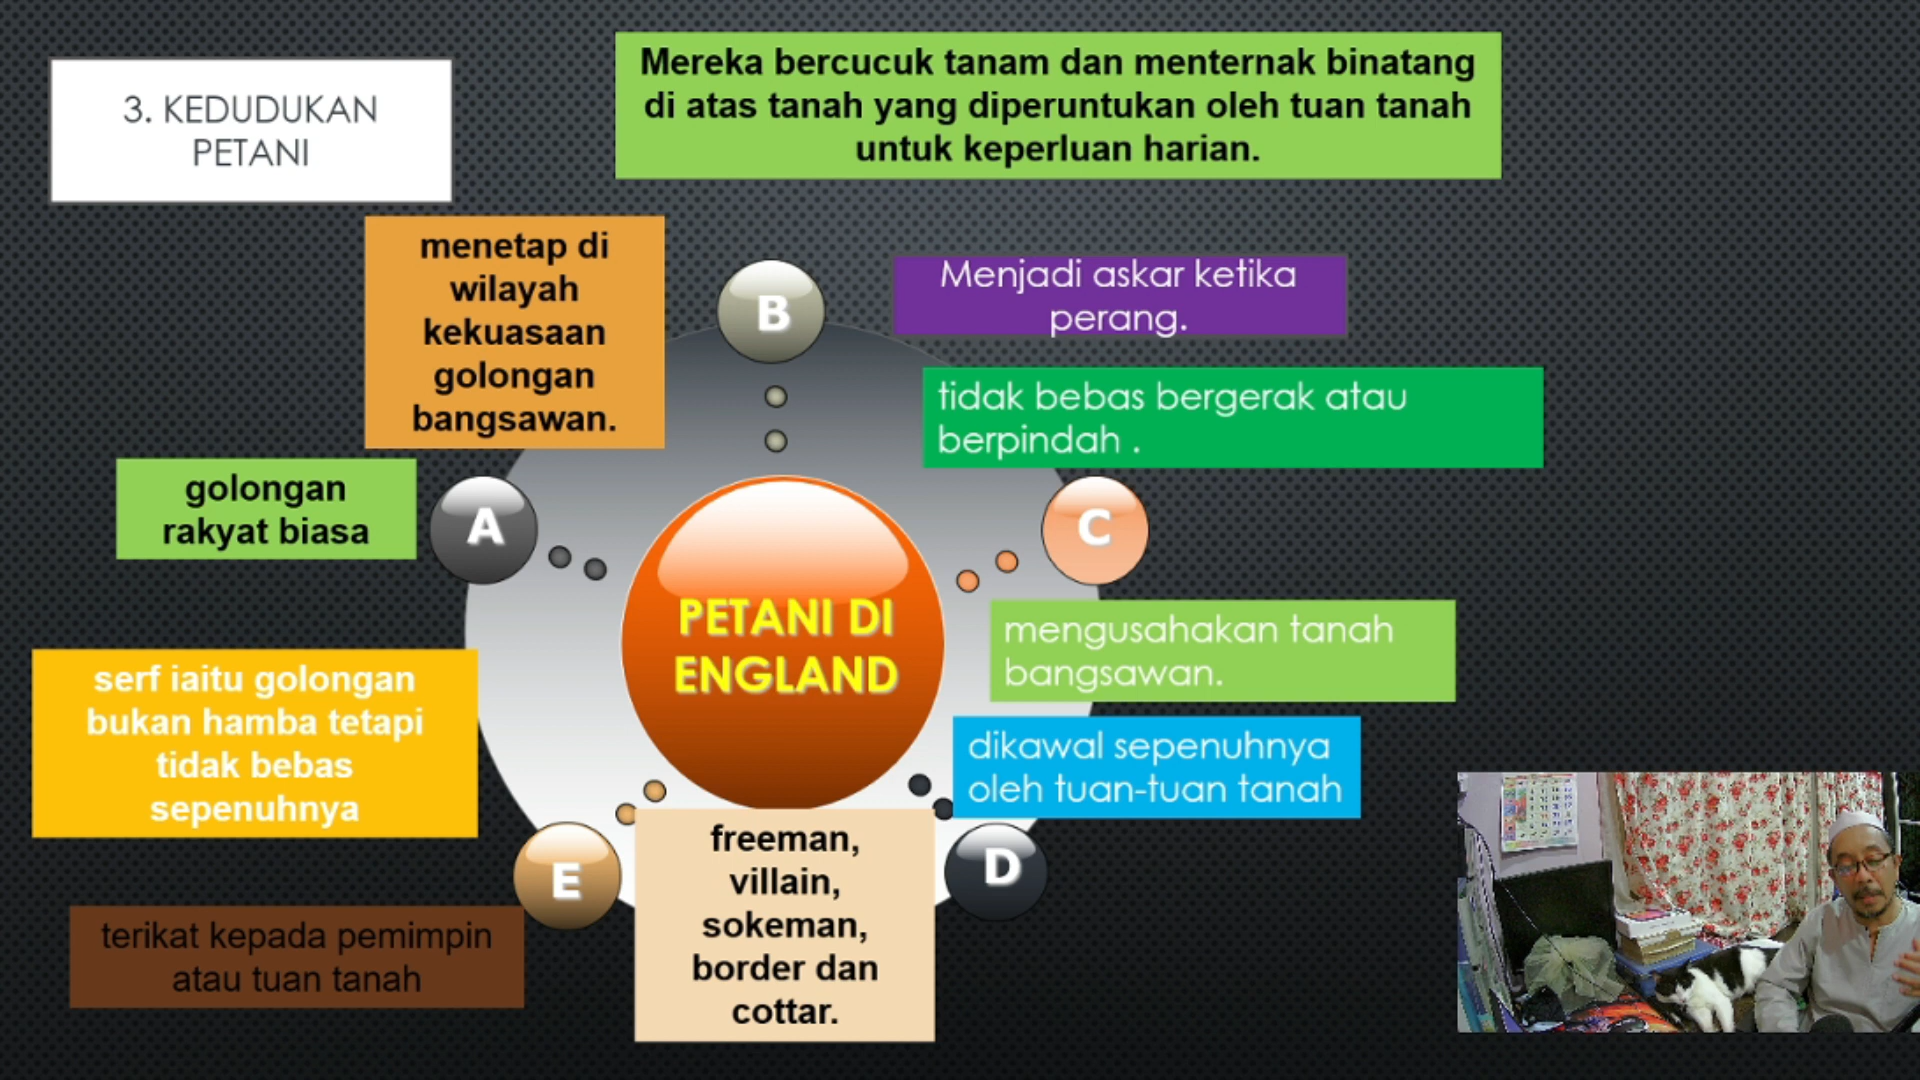 3. KEDUDUKAN
PETANI
Mereka bercucuk tanam dan menternak binatang
di atas tanah yang diperuntukan oleh tuan tanah
untuk keperluan harian.
menetap di
wilayah
kekuasaan
golongan
bangsawan.
B
Menjadi askar ketika
perang.
tidak bebas bergerak atau
berpindah .
golongan
rakyat biasa
A
C
PETANI DI
ENGLAND
mengusahakan tanah
bangsawan.
serf iaitu golongan
bukan hamba tetapi
tidak bebas
sepenuhnya
dikawal sepenuhnya
oleh tuan-tuan tanah
E
freeman,
villain,
sokeman,
border dan
cottar.
D
terikat kepada pemimpin
atau tuan tanah